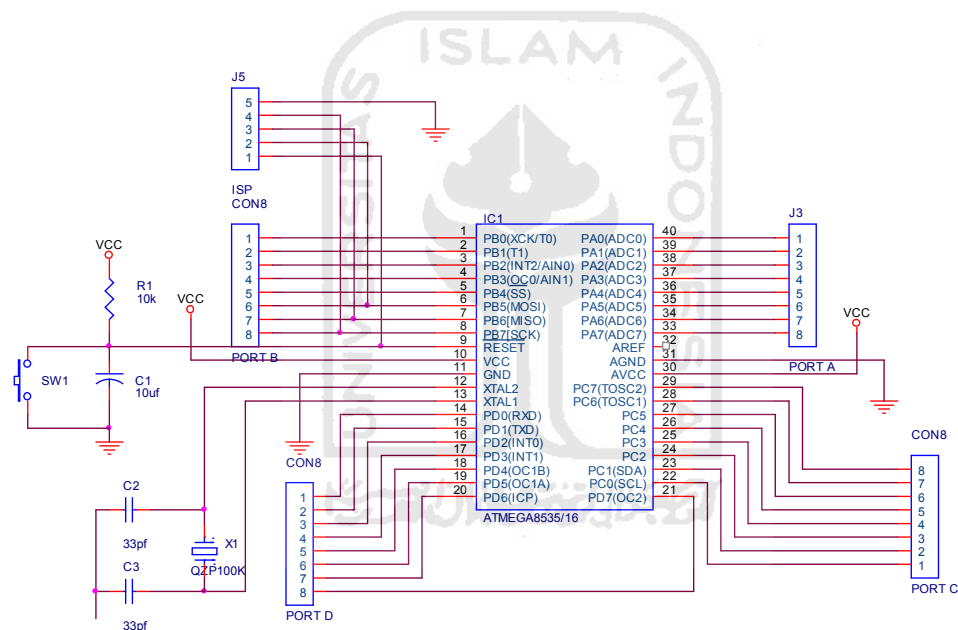 ISLAM
UNIVERSITAS
INDONESIA
J5
5
4
3
2
1
ISP
CON8
1
2
3
4
5
6
7
8
PORT B
VCC
R1
10k
VCC
SW1
C1
10uf
IC1
1 PB0(XCK/T0) PA0(ADC0) 40
2 PB1(T1) PA1(ADC1) 39
3 PB2(INT2/AIN0) PA2(ADC2) 38
4 PB3(OC0/AIN1) PA3(ADC3) 37
5 PB4(SS) PA4(ADC4) 36
6 PB5(MOSI) PA5(ADC5) 35
7 PB6[MISO) PA6(ADC6) 34
8 PB7[SCK) PA7(ADC7) 33
9 RESET AREF 32
10 VCC AGND 31
11 GND AVCC 30
12 XTAL2 PC7(TOSC2) 29
13 XTAL1 PC6(TOSC1) 28
14 PD0(RXD) PC5 27
15 PD1(TXD) PC4 26
16 PD2(INT0) PC3 25
17 PD3(INT1) PC2 24
18 PD4(OC1B) PC1(SDA) 23
19 PD5(OC1A) PC0(SCL) 22
20 PD6(ICP) PD7(OC2) 21
ATMEGA8535/16
J3
1
2
3
4
5
6
7
8
PORT A
VCC
CON8
8
7
6
5
4
3
2
1
PORT C
CON8
1
2
3
4
5
6
7
8
PORT D
C2
33pf
X1
QZP100K
C3
33pf